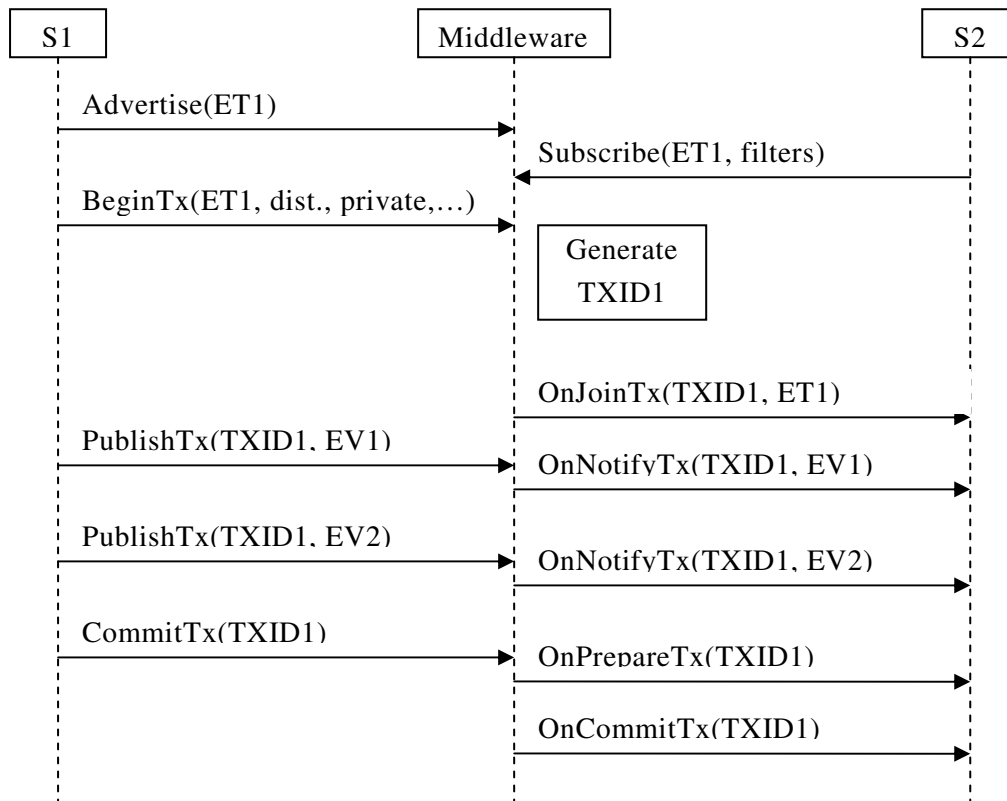 S1
Middleware
S2
Advertise(ET1)
Subscribe(ET1, filters)
BeginTx(ET1, dist., private,…)
Generate
TXID1
OnJoinTx(TXID1, ET1)
PublishTx(TXID1, EV1)
OnNotifyTx(TXID1, EV1)
PublishTx(TXID1, EV2)
OnNotifyTx(TXID1, EV2)
CommitTx(TXID1)
OnPrepareTx(TXID1)
OnCommitTx(TXID1)